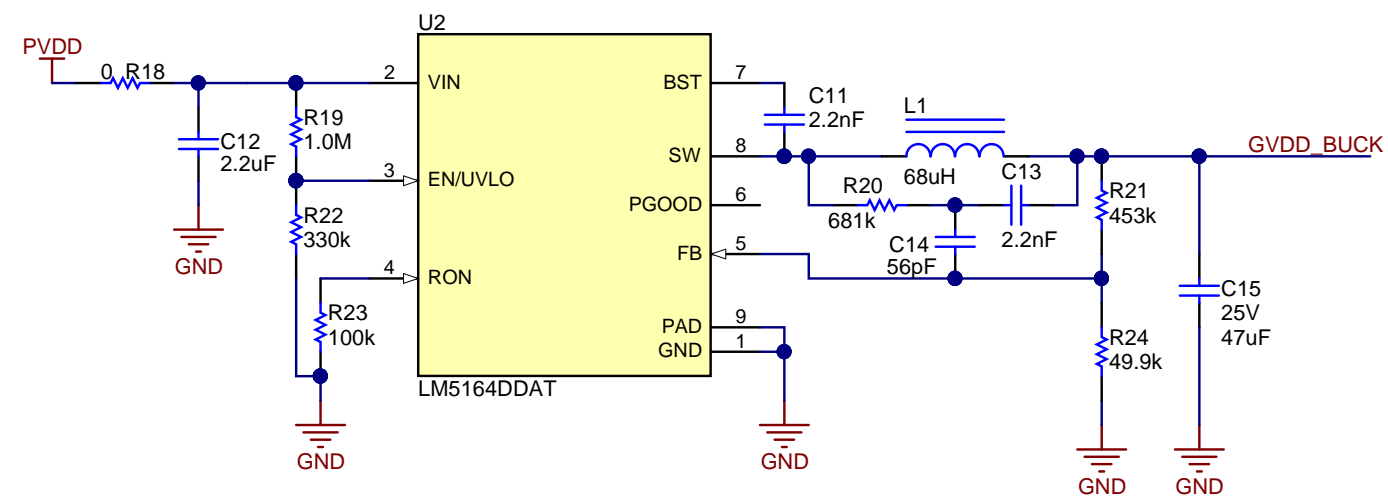 U2
PVDD
0 R18
2
VIN
BST
7
C11
2.2nF
L1
R19
1.0M
C12
2.2uF
SW
8
GVDD_BUCK
3
EN/UVLO
68uH
C13
R20
681k
R21
453k
PGOOD
6
R22
330k
2.2nF
C14
56pF
FB
5
GND
4
RON
C15
25V
47uF
R23
100k
PAD
9
GND
1
R24
49.9k
LM5164DDAT
GND
GND
GND
GND